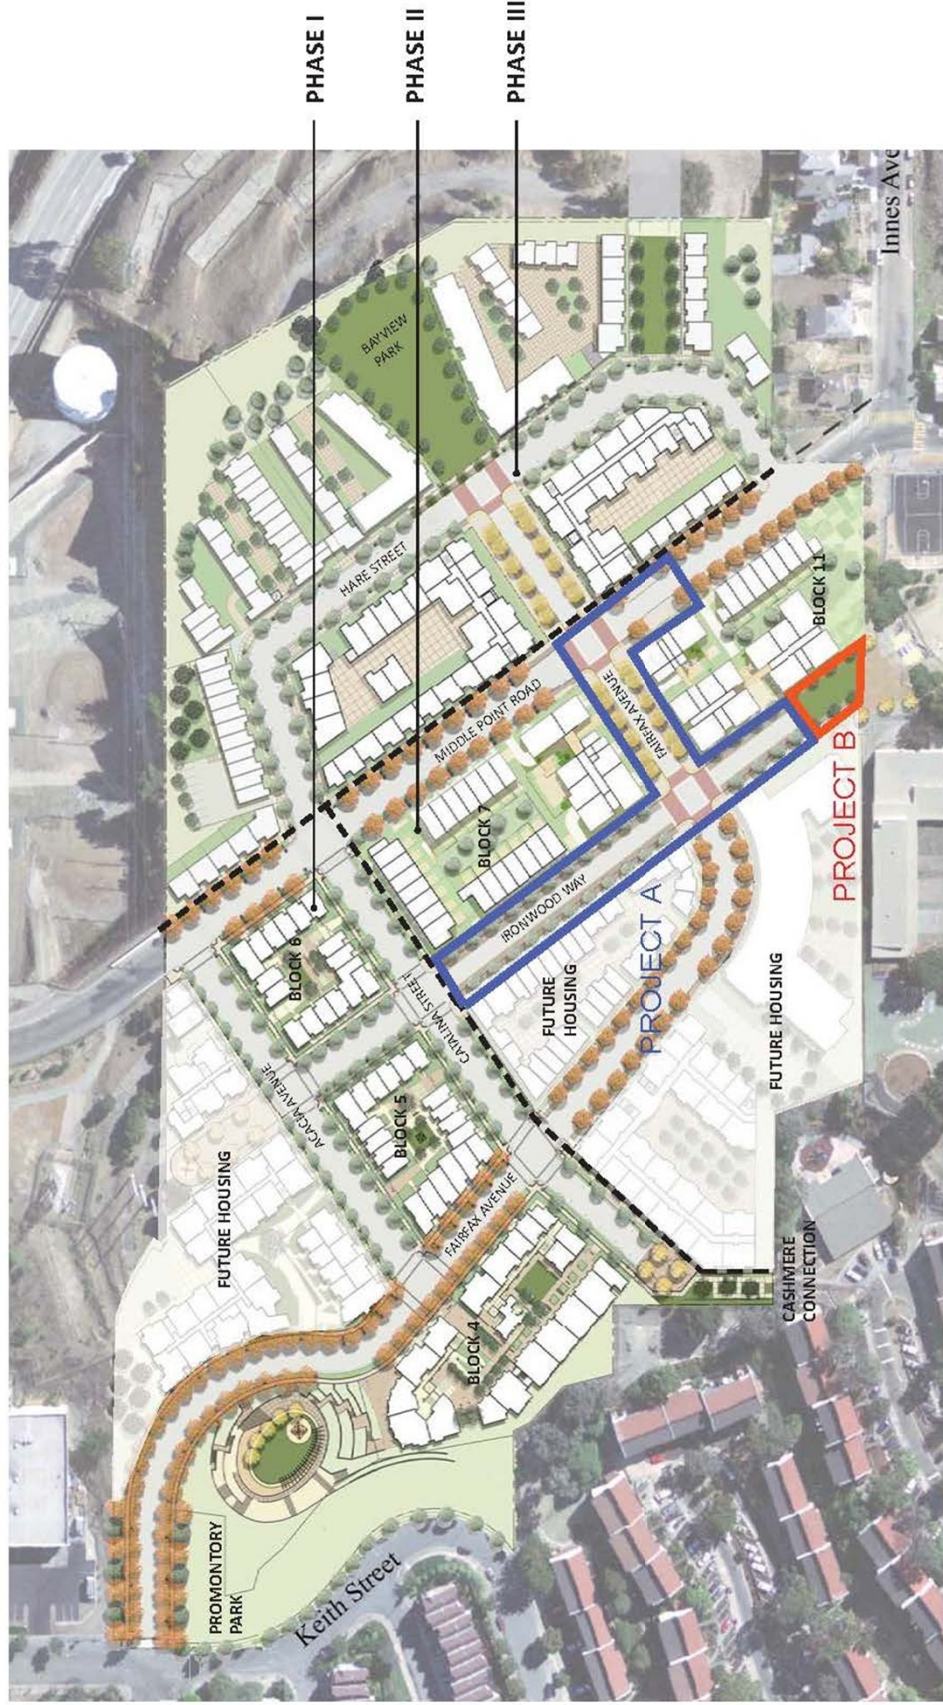 PHASE I
PHASE II
PHASE III
Innes Ave
BAYVIEW
PARK
HARE STREET
MIDDLE POINT ROAD
FAIRFAX AVENUE
BLOCK 11
BLOCK 7
IRONWOOD WAY
PROJECT A
PROJECT B
FUTURE
HOUSING
FUTURE HOUSING
BLOCK 6
CATALINA STREET
ACACIA AVENUE
BLOCK 5
FUTURE HOUSING
FAIRFAX AVENUE
BLOCK 4
CASHMERE
CONNECTION
PROMONTORY
PARK
Keith Street